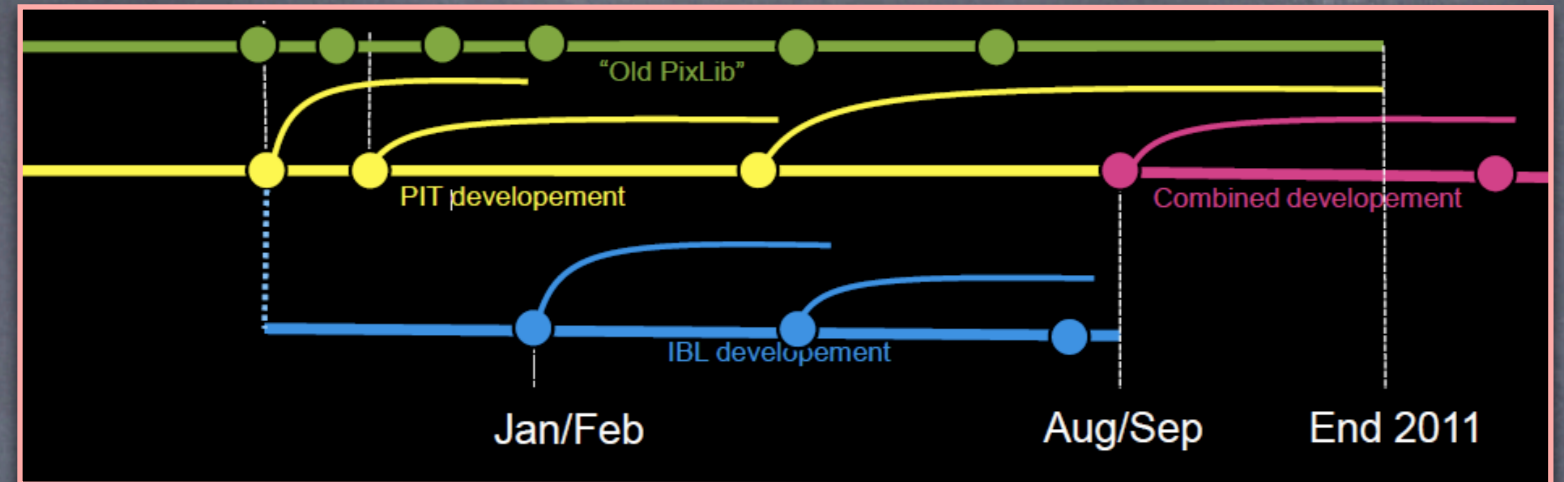 “Old PixLib”
PIT developement
Combined developement
IBL developement
Jan/Feb
Aug/Sep
End 2011